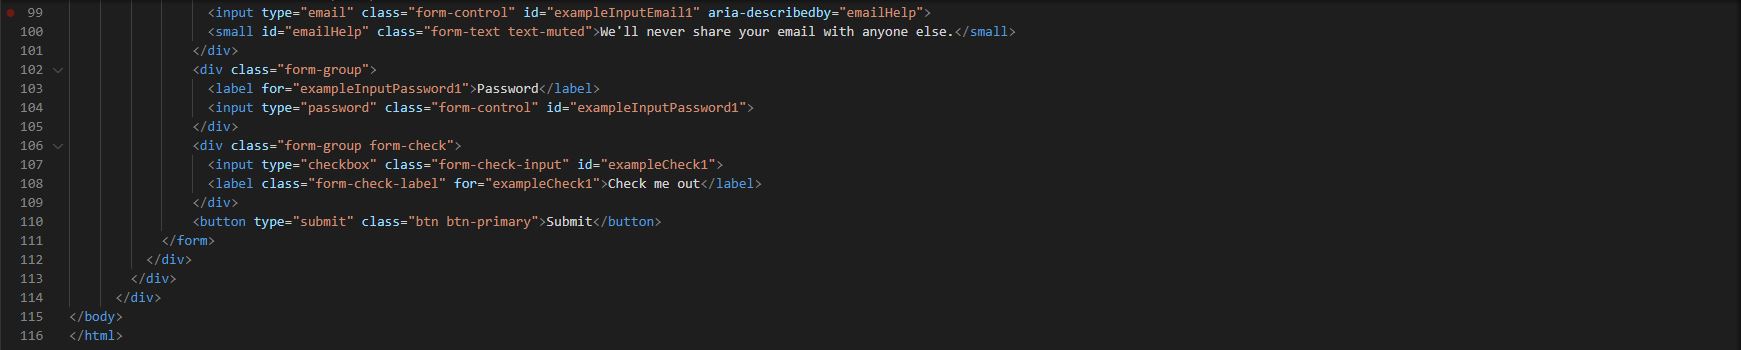 99 <input type="email" class="form-control" id="exampleInputEmail1" aria-describedby="emailHelp">
100 <small id="emailHelp" class="form-text text-muted">We'll never share your email with anyone else.</small>
101 </div>
102 <div class="form-group">
103 <label for="exampleInputPassword1">Password</label>
104 <input type="password" class="form-control" id="exampleInputPassword1">
105 </div>
106 <div class="form-group form-check">
107 <input type="checkbox" class="form-check-input" id="exampleCheck1">
108 <label class="form-check-label" for="exampleCheck1">Check me out</label>
109 </div>
110 <button type="submit" class="btn btn-primary">Submit</button>
111 </form>
112 </div>
113 </div>
114 </div>
115 </body>
116 </html>